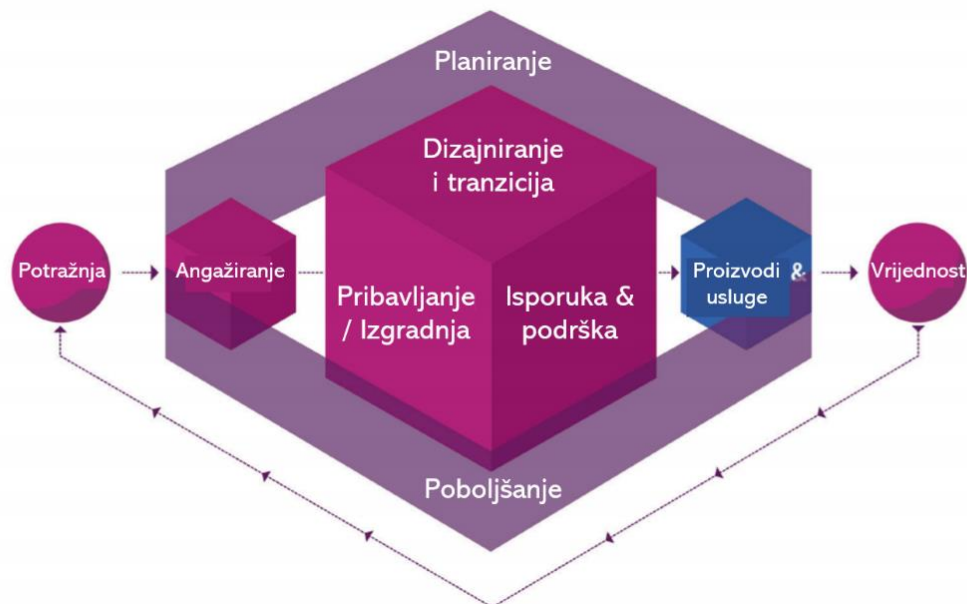 Planiranje
Dizajniranje
i tranzicija
Potražnja
Angažiranje
Pribavljanje
/ Izgradnja
Isporuka &
podrška
Proizvodi &
usluge
Vrijednost
Poboljšanje